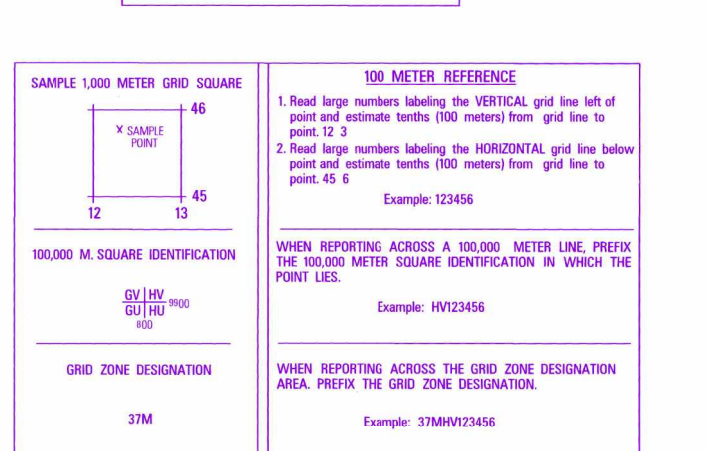 SAMPLE 1,000 METER GRID SQUARE
46
X SAMPLE
POINT
45
12 13
100,000 M. SQUARE IDENTIFICATION
GV HV
GU HU 9900
800
GRID ZONE DESIGNATION
37M
100 METER REFERENCE
1. Read large numbers labeling the VERTICAL grid line left of
point and estimate tenths (100 meters) from grid line to
point. 12 3
2. Read large numbers labeling the HORIZONTAL grid line below
point and estimate tenths (100 meters) from grid line to
point. 45 6
Example: 123456
WHEN REPORTING ACROSS A 100,000 METER LINE, PREFIX
THE 100,000 METER SQUARE IDENTIFICATION IN WHICH THE
POINT LIES.
Example: HV123456
WHEN REPORTING ACROSS THE GRID ZONE DESIGNATION
AREA. PREFIX THE GRID ZONE DESIGNATION.
Example: 37MHV123456